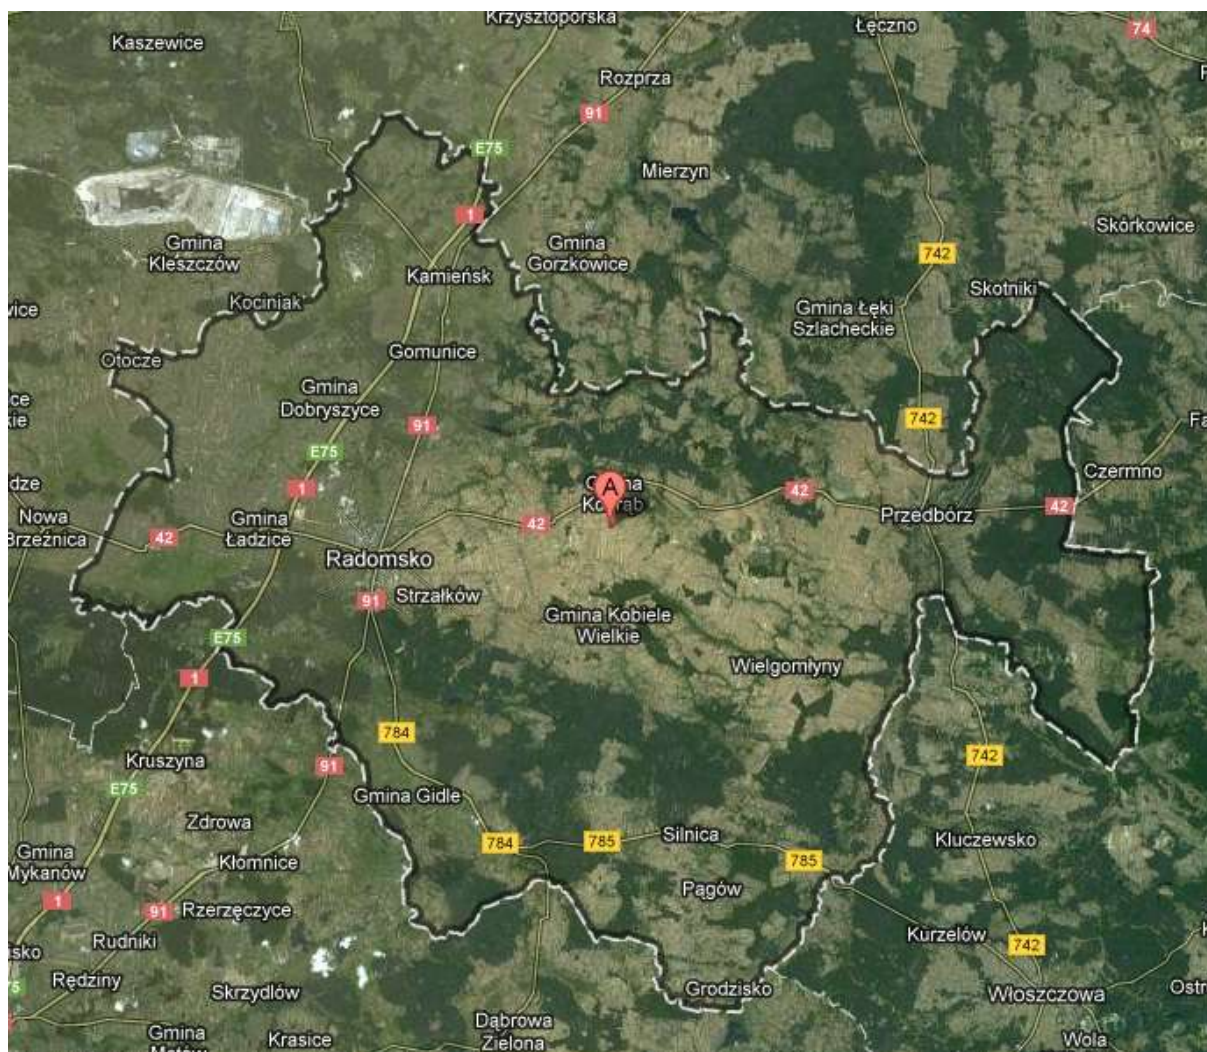 Krzysztoporska
Łęczno
74
Kaszewice
Rozprza
91
E75
Mierzyn
1
Skórkowice
Gmina
Kleszczów
Gmina
Gorzkowice
742
Kamieńsk
Skotniki
Kociniak
Gmina Łęki
Szlacheckie
Otocze
Gomunice
Gmina
Dobryszyce
91
742
E75
Czermno
1
A
42
Nowa
Brzeźnica
Gmina
Ładzice
42
42
Przedbórz
42
Radomsko
91
Strzałków
Gmina Kobiele
Wielkie
E75
Wielgomłyny
1
784
742
Kruszyna
91
E75
Gmina Gidle
Zdrowa
Silnica
784
785
Kluczewsko
Gmina
Mykanów
Kłomnice
785
Pągów
1
91
Rzerzęczyce
Rudniki
Kurzelów
742
Rędziny
Skrzydlów
Grodzisko
Włoszczowa
Dąbrowa
Zielona
Gmina
Krasice
Wola